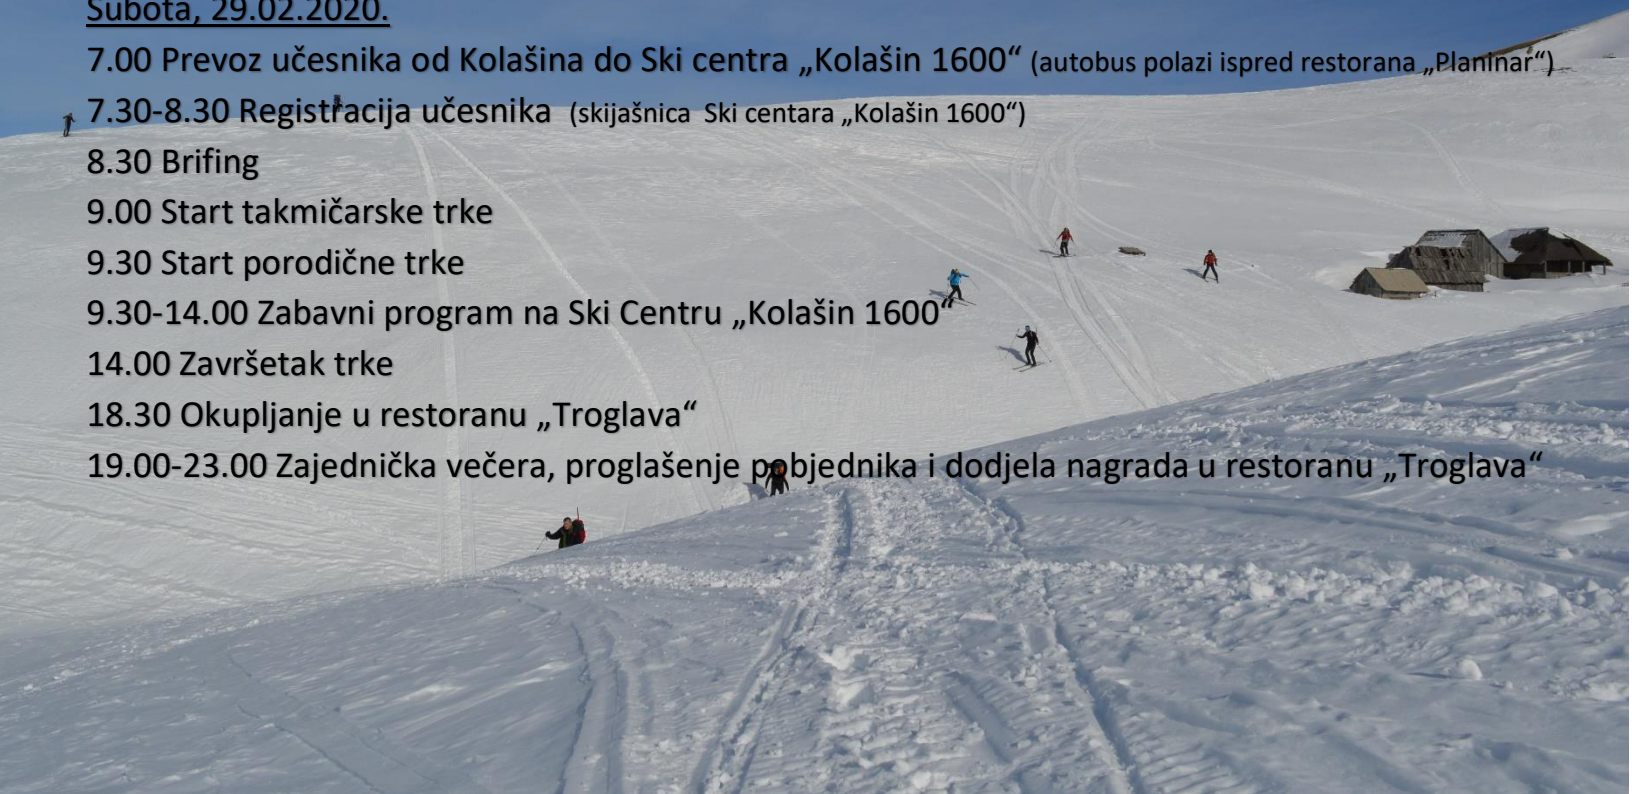 Subota, 29.02.2020.
7.00 Prevoz učesnika od Kolašina do Ski centra „Kolašin 1600“ (autobus polazi ispred restorana „Planinar“)
7.30-8.30 Registracija učesnika (skijašnica Ski centara „Kolašin 1600“)
8.30 Brifing
9.00 Start takmičarske trke
9.30 Start porodične trke
9.30-14.00 Zabavni program na Ski Centru „Kolašin 1600“
14.00 Završetak trke
18.30 Okupljanje u restoranu „Troglava“
19.00-23.00 Zajednička večera, proglašenje pobjednika i dodjela nagrada u restoranu „Troglava“